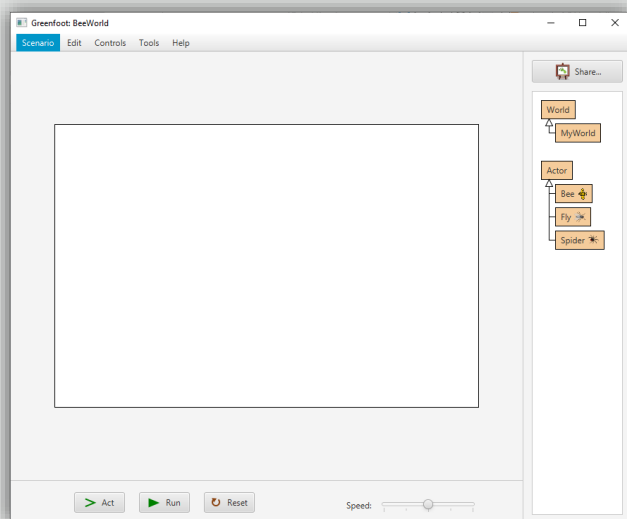 Greenfoot: BeeWorld
Scenario Edit Controls Tools Help
Share...
World
MyWorld
Actor
Bee
Fly
Spider
Act Run Reset Speed: